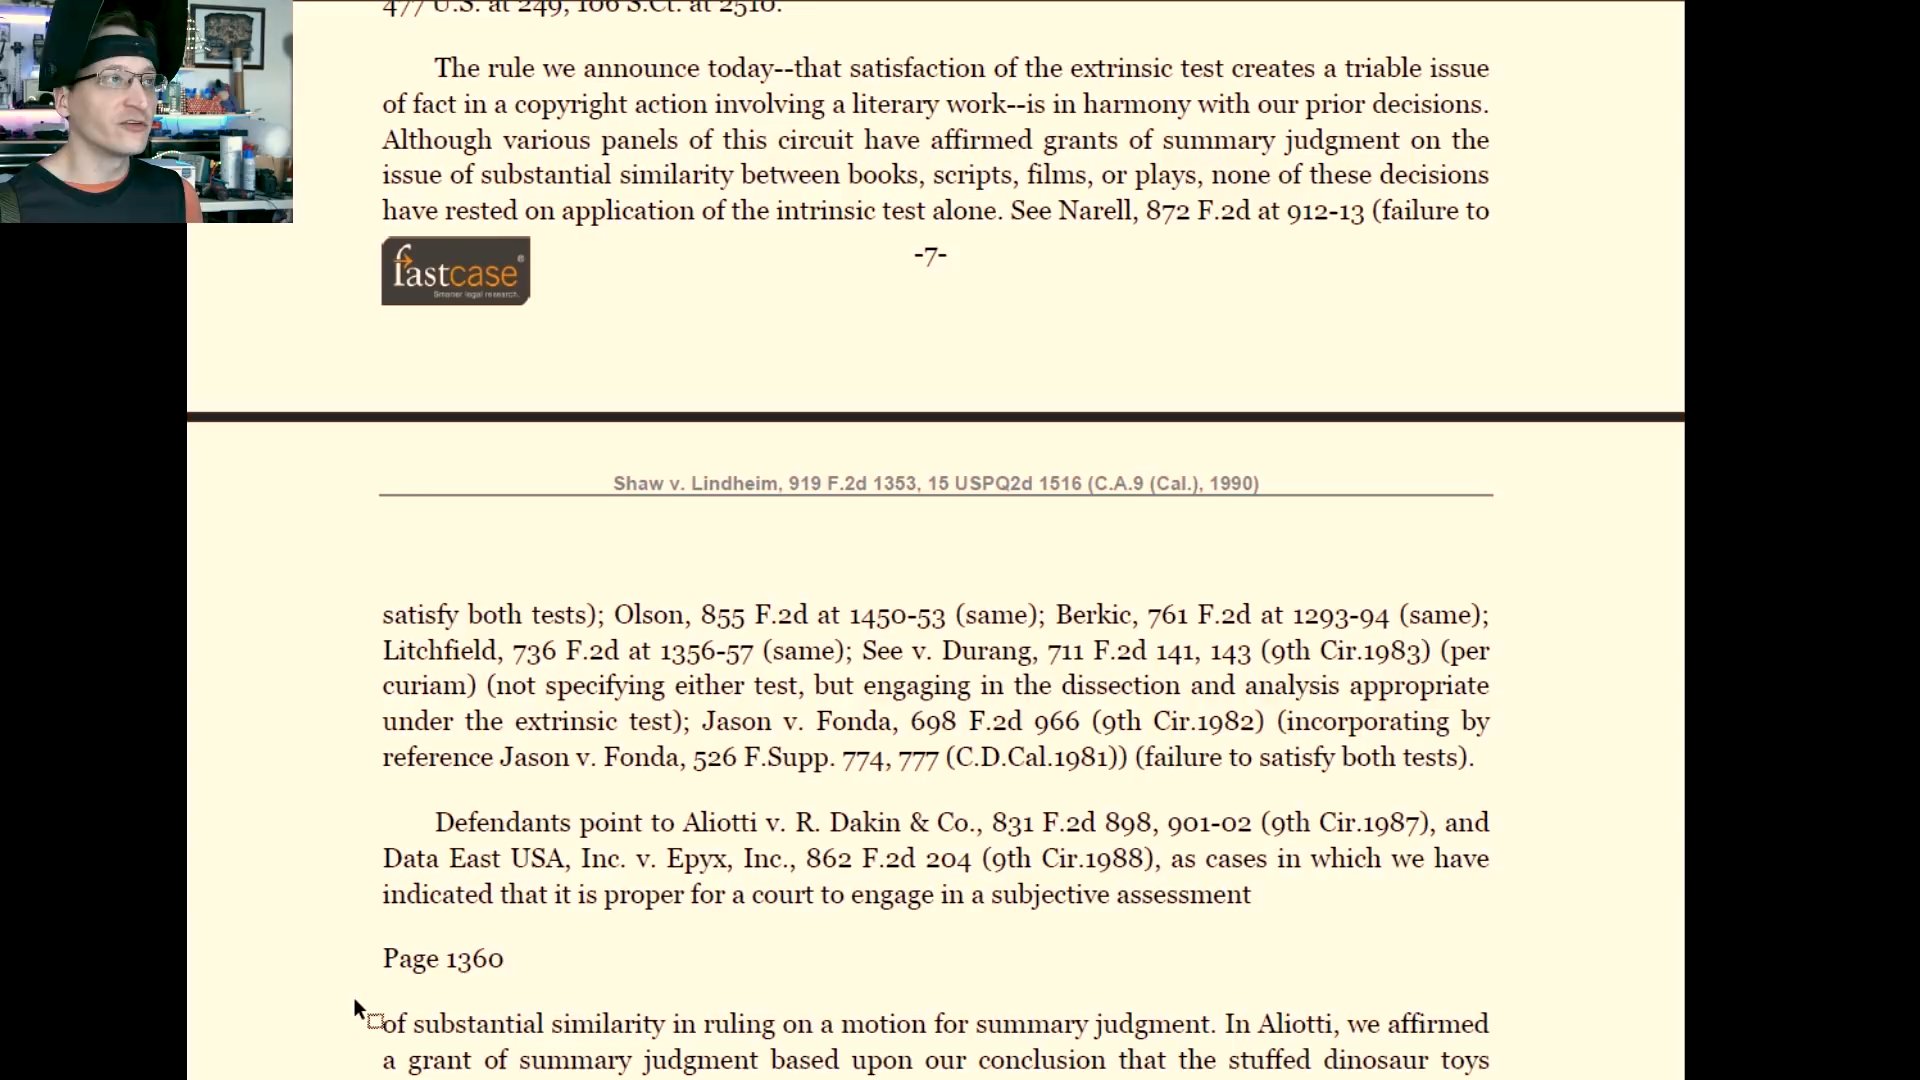 477 U.S. at 249, 106 S.Ct. at 2510.
The rule we announce today--that satisfaction of the extrinsic test creates a triable issue
of fact in a copyright action involving a literary work--is in harmony with our prior decisions.
Although various panels of this circuit have affirmed grants of summary judgment on the
issue of substantial similarity between books, scripts, films, or plays, none of these decisions
have rested on application of the intrinsic test alone. See Narell, 872 F.2d at 912-13 (failure to
-7-
fastcase®
Smarter legal research.
Shaw v. Lindheim, 919 F.2d 1353, 15 USPQ2d 1516 (C.A.9 (Cal.), 1990)
satisfy both tests); Olson, 855 F.2d at 1450-53 (same); Berkic, 761 F.2d at 1293-94 (same);
Litchfield, 736 F.2d at 1356-57 (same); See v. Durang, 711 F.2d 141, 143 (9th Cir.1983) (per
curiam) (not specifying either test, but engaging in the dissection and analysis appropriate
under the extrinsic test); Jason v. Fonda, 698 F.2d 966 (9th Cir.1982) (incorporating by
reference Jason v. Fonda, 526 F.Supp. 774, 777 (C.D.Cal.1981)) (failure to satisfy both tests).
Defendants point to Aliotti v. R. Dakin & Co., 831 F.2d 898, 901-02 (9th Cir.1987), and
Data East USA, Inc. v. Epyx, Inc., 862 F.2d 204 (9th Cir.1988), as cases in which we have
indicated that it is proper for a court to engage in a subjective assessment
Page 1360
of substantial similarity in ruling on a motion for summary judgment. In Aliotti, we affirmed
a grant of summary judgment based upon our conclusion that the stuffed dinosaur toys